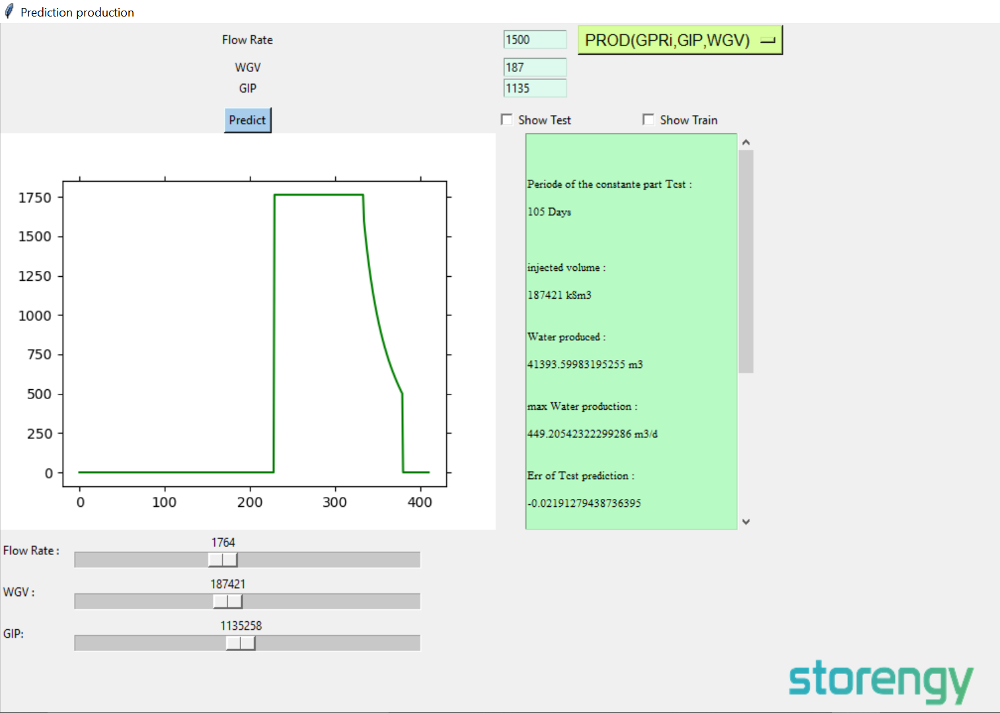 Prediction production
Flow Rate
1500
PROD(GPRi,GIP,WGV)
WGV
187
GIP
1135
Predict
Show Test
Show Train
1750
1500
1250
1000
750
500
250
0
0 100 200 300 400
Periode of the constante part Tcst :
105 Days
injected volume :
187421 kSm3
Water produced :
41393.59983195255 m3
max Water production :
449.20542322299286 m3/d
Err of Tcst prediction :
-0.02191279438736395
1764
Flow Rate :
187421
WGV :
1135258
GIP:
storengy